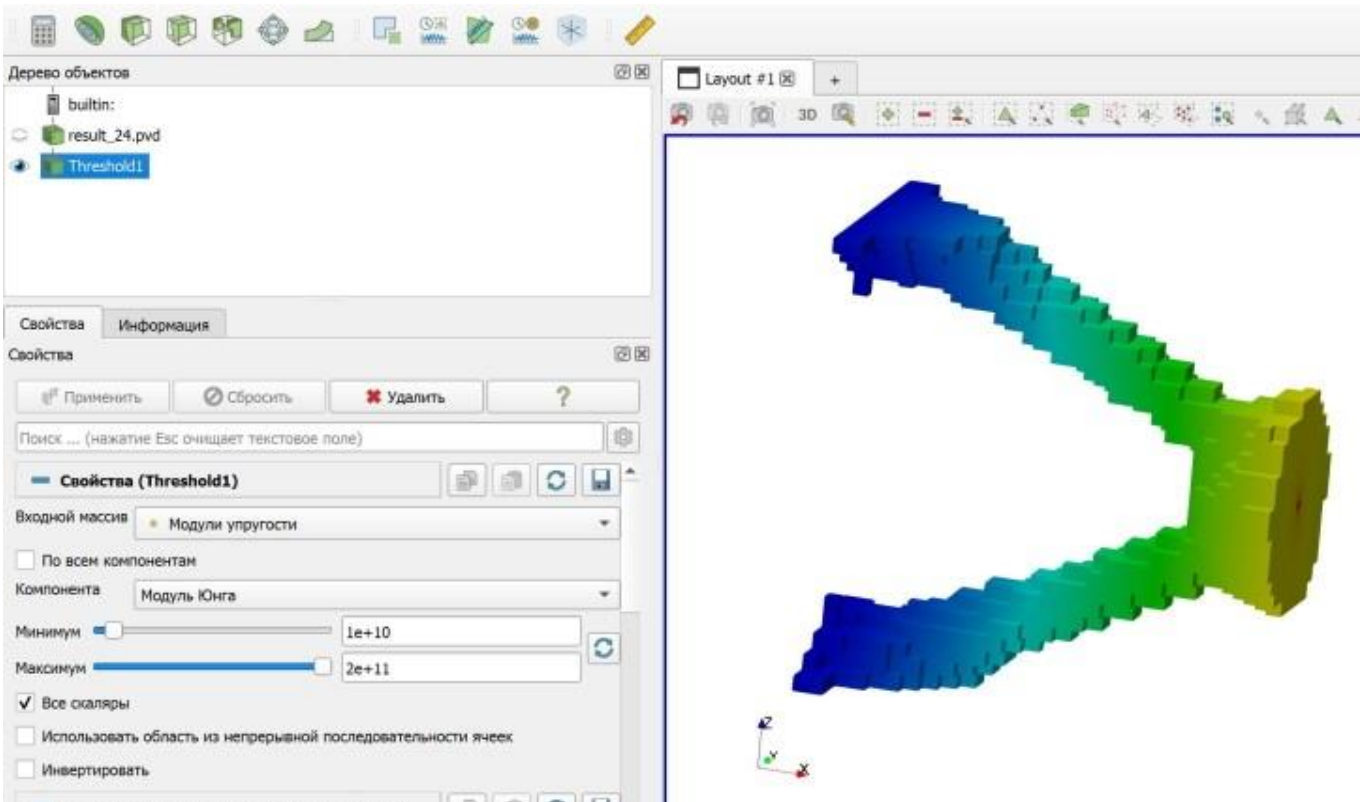 Дерево объектов
builtin:
result_24.pvd
Threshold1
Свойства Информация
Свойства
Применить Сбросить Удалить ?
Поиск ... (нажатие Esc очищает текстовое поле)
Свойства (Threshold1)
Входной массив Модули упругости
По всем компонентам
Компонента Модуль Юнга
Минимум 1e+10
Максимум 2e+11
Все скаляры
Использовать область из непрерывной последовательности ячеек
Инвертировать
Layout #1 +
3D
Z
Y
X